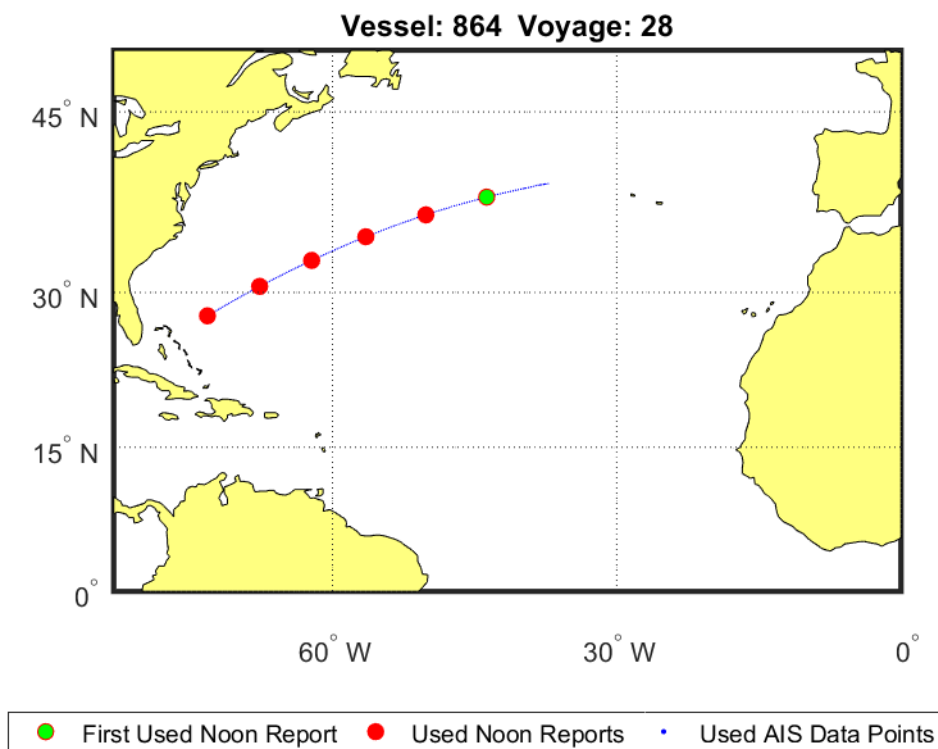 Vessel: 864 Voyage: 28
45° N
30° N
15° N
0°
60° W 30° W 0°
First Used Noon Report Used Noon Reports Used AIS Data Points